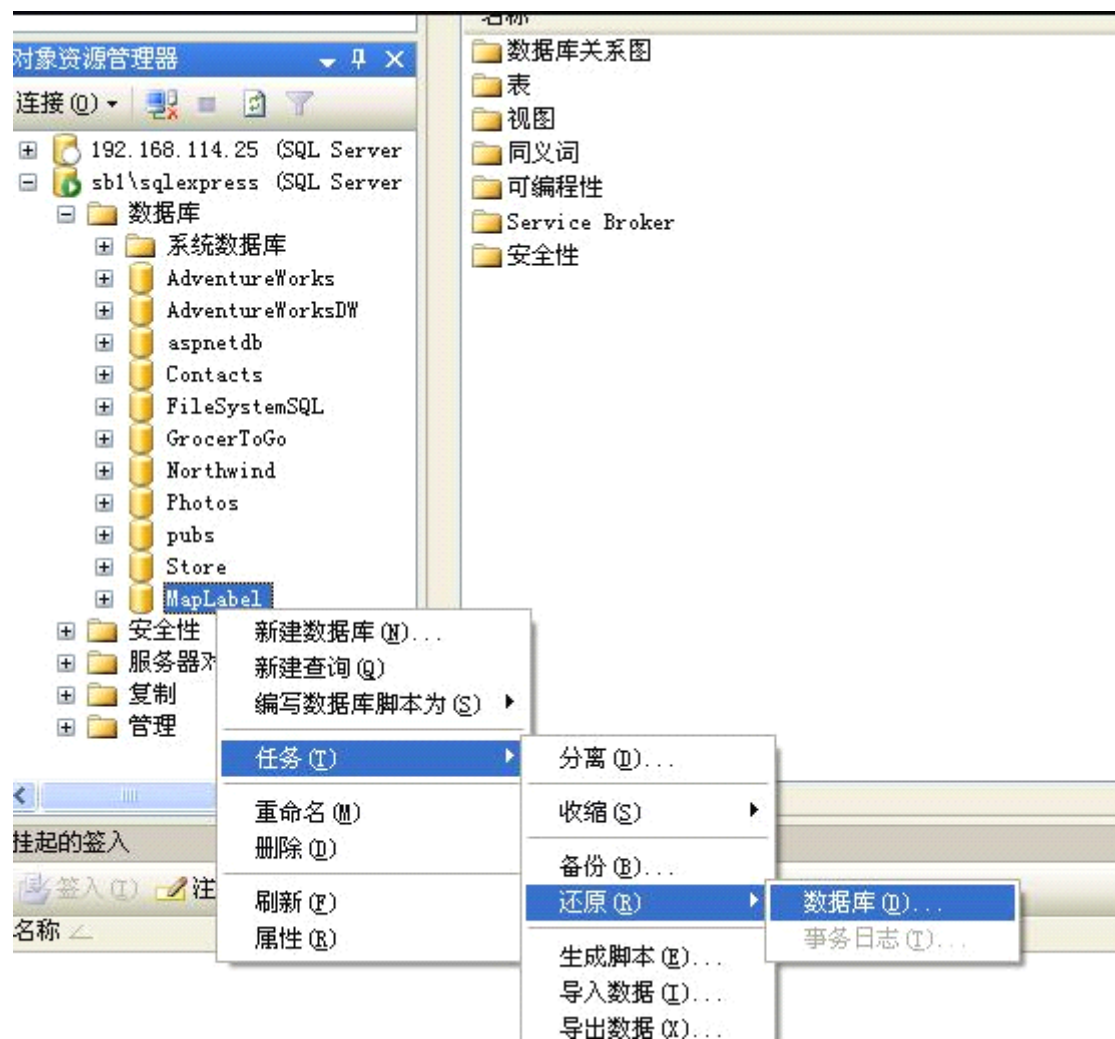 名称
对象资源管理器
连接(O)
192.168.114.25 (SQL Server
sb1\sqlexpress (SQL Server
数据库
系统数据库
AdventureWorks
AdventureWorksDW
aspnetdb
Contacts
FileSystemSQL
GrocerToGo
Northwind
Photos
pubs
Store
MapLabel
安全性
服务器对
复制
管理
数据库关系图
表
视图
同义词
可编程性
Service Broker
安全性
新建数据库(N)...
新建查询(Q)
编写数据库脚本为(S)
任务(T)
重命名(M)
删除(D)
刷新(F)
属性(R)
分离(D)...
收缩(S)
备份(B)...
还原(R)
生成脚本(E)...
导入数据(I)...
导出数据(X)...
数据库(D)...
事务日志(T)...
挂起的签入
签入(I) 注
名称